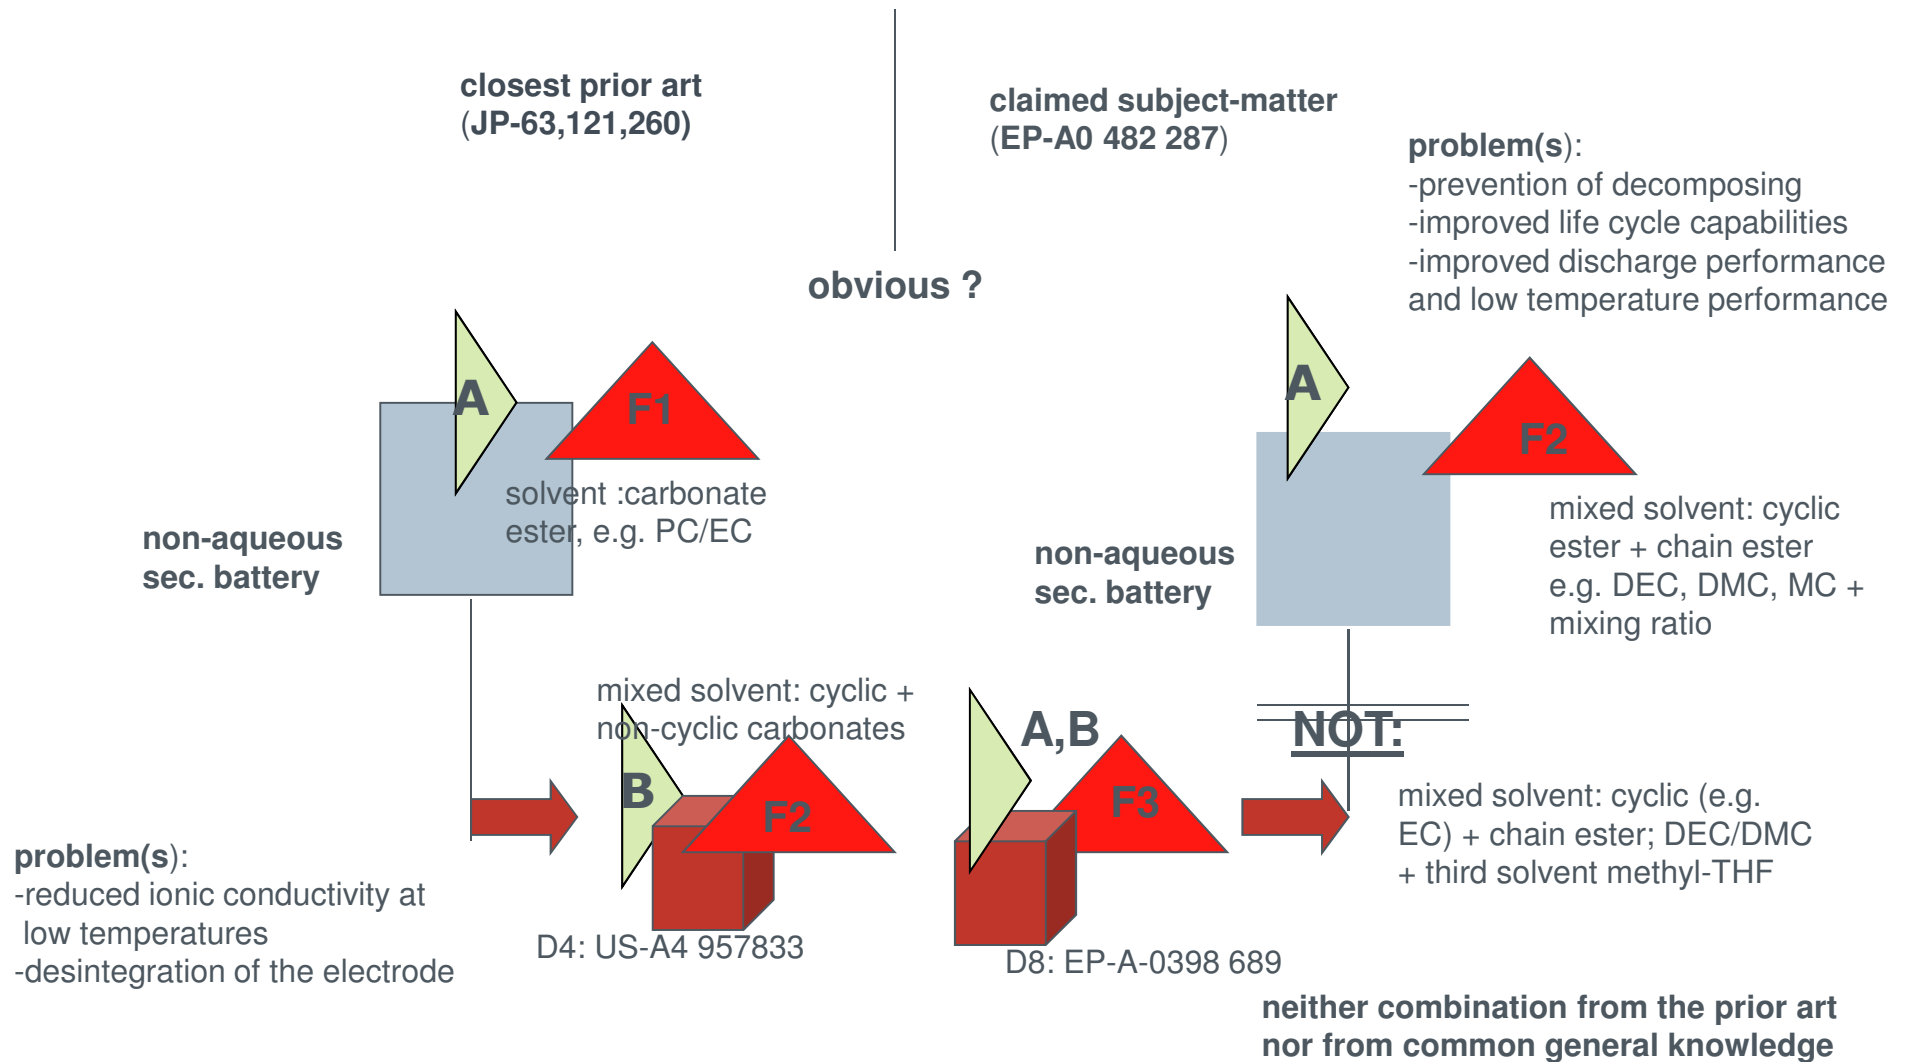 closest prior art
(JP-63,121,260)
claimed subject-matter
(EP-A0 482 287)
problem(s):
-prevention of decomposing
-improved life cycle capabilities
-improved discharge performance
and low temperature performance
obvious ?
A
F1
solvent :carbonate
ester, e.g. PC/EC
non-aqueous
sec. battery
A
F2
mixed solvent: cyclic
ester + chain ester
e.g. DEC, DMC, MC +
mixing ratio
non-aqueous
sec. battery
mixed solvent: cyclic +
non-cyclic carbonates
B
F2
D4: US-A4 957833
A,B
F3
D8: EP-A-0398 689
NOT:
mixed solvent: cyclic (e.g.
EC) + chain ester; DEC/DMC
+ third solvent methyl-THF
problem(s):
-reduced ionic conductivity at
low temperatures
-desintegration of the electrode
neither combination from the prior art
nor from common general knowledge